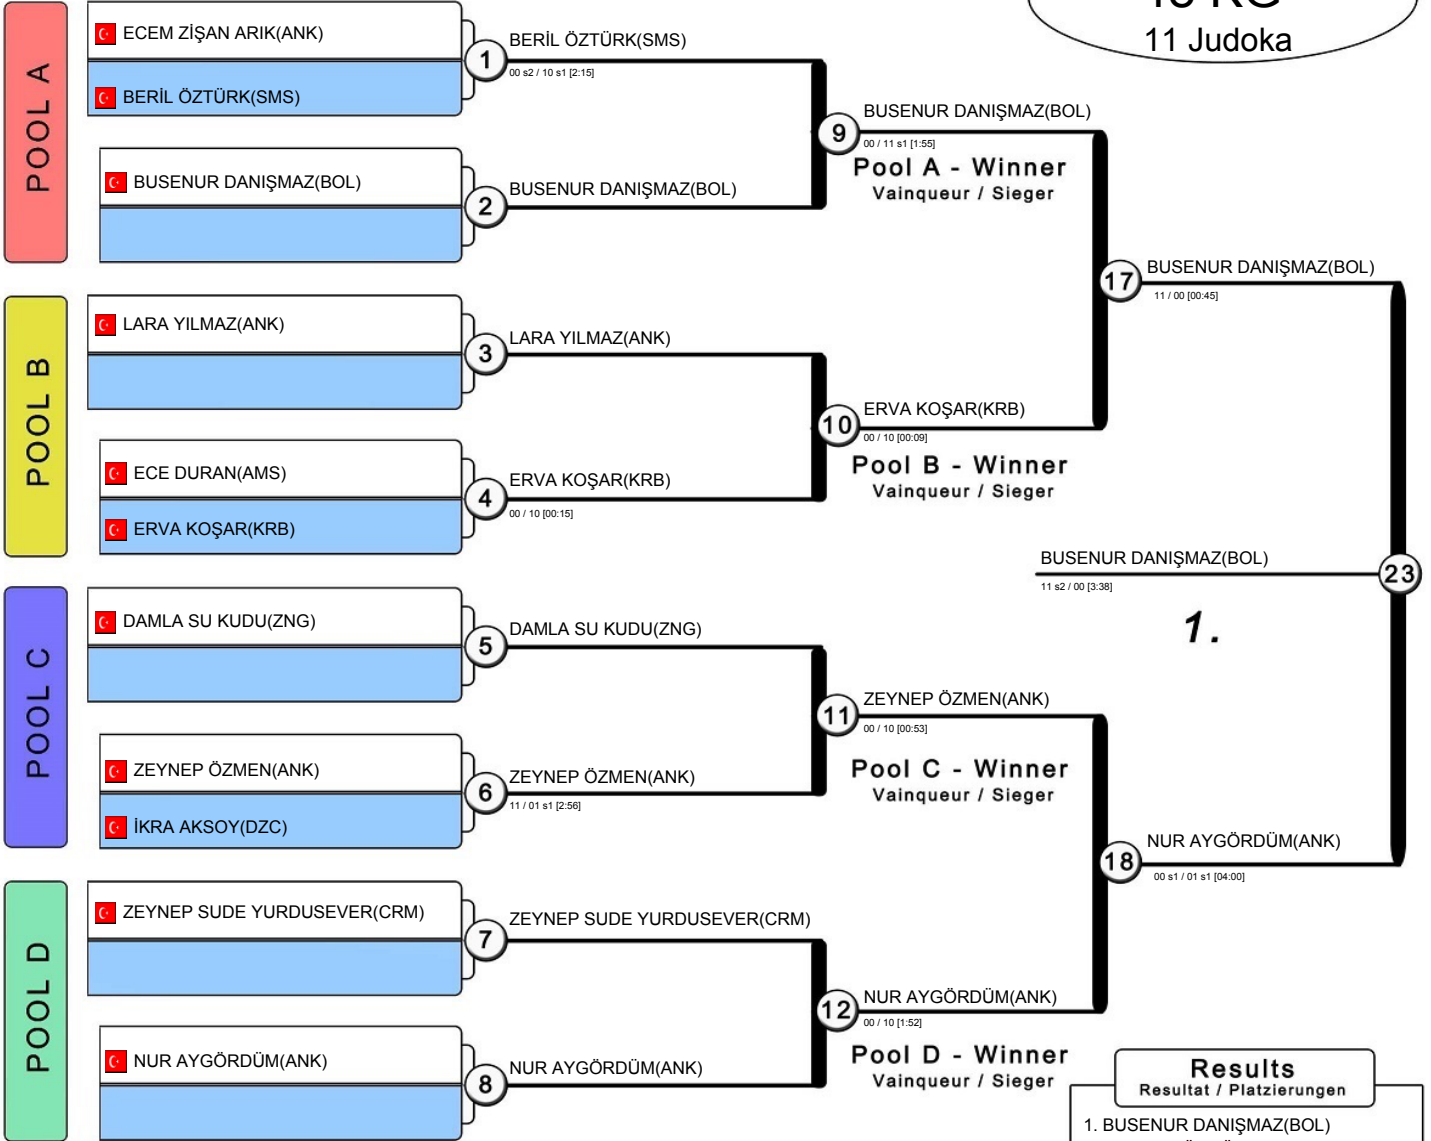 11 Judoka
POOL A
ECEM ZİŞAN ARIK(ANK)
BERİL ÖZTÜRK(SMS)
1
BERİL ÖZTÜRK(SMS)
00 s2 / 10 s1 [2:15]
BUSENUR DANIŞMAZ(BOL)
2
BUSENUR DANIŞMAZ(BOL)
9
BUSENUR DANIŞMAZ(BOL)
00 / 11 s1 [1:55]
Pool A - Winner
Vainqueur / Sieger
POOL B
LARA YILMAZ(ANK)
3
LARA YILMAZ(ANK)
ECE DURAN(AMS)
ERVA KOŞAR(KRB)
4
ERVA KOŞAR(KRB)
00 / 10 [00:15]
10
ERVA KOŞAR(KRB)
00 / 10 [00:09]
Pool B - Winner
Vainqueur / Sieger
17
BUSENUR DANIŞMAZ(BOL)
11 / 00 [00:45]
POOL C
DAMLA SU KUDU(ZNG)
5
DAMLA SU KUDU(ZNG)
ZEYNEP ÖZMEN(ANK)
İKRA AKSOY(DZC)
6
ZEYNEP ÖZMEN(ANK)
11 / 01 s1 [2:56]
11
ZEYNEP ÖZMEN(ANK)
00 / 10 [00:53]
Pool C - Winner
Vainqueur / Sieger
POOL D
ZEYNEP SUDE YURDUSEVER(CRM)
7
ZEYNEP SUDE YURDUSEVER(CRM)
NUR AYGÖRDÜM(ANK)
8
NUR AYGÖRDÜM(ANK)
12
NUR AYGÖRDÜM(ANK)
00 / 10 [1:52]
Pool D - Winner
Vainqueur / Sieger
18
NUR AYGÖRDÜM(ANK)
00 s1 / 01 s1 [04:00]
BUSENUR DANIŞMAZ(BOL)
11 s2 / 00 [3:38]
23
1.
Results
Resultat / Platzierungen
1. BUSENUR DANIŞMAZ(BOL)